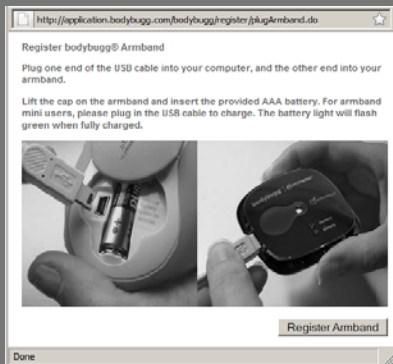 http://application.bodybugg.com/bodybugg/register/plugArmband.do
Register bodybugg® Armband
Plug one end of the USB cable into your computer, and the other end into your
armband.
Lift the cap on the armband and insert the provided AAA battery. For armband
mini users, please plug in the USB cable to charge. The battery light will flash
green when fully charged.
bodybugg
Register Armband
Done